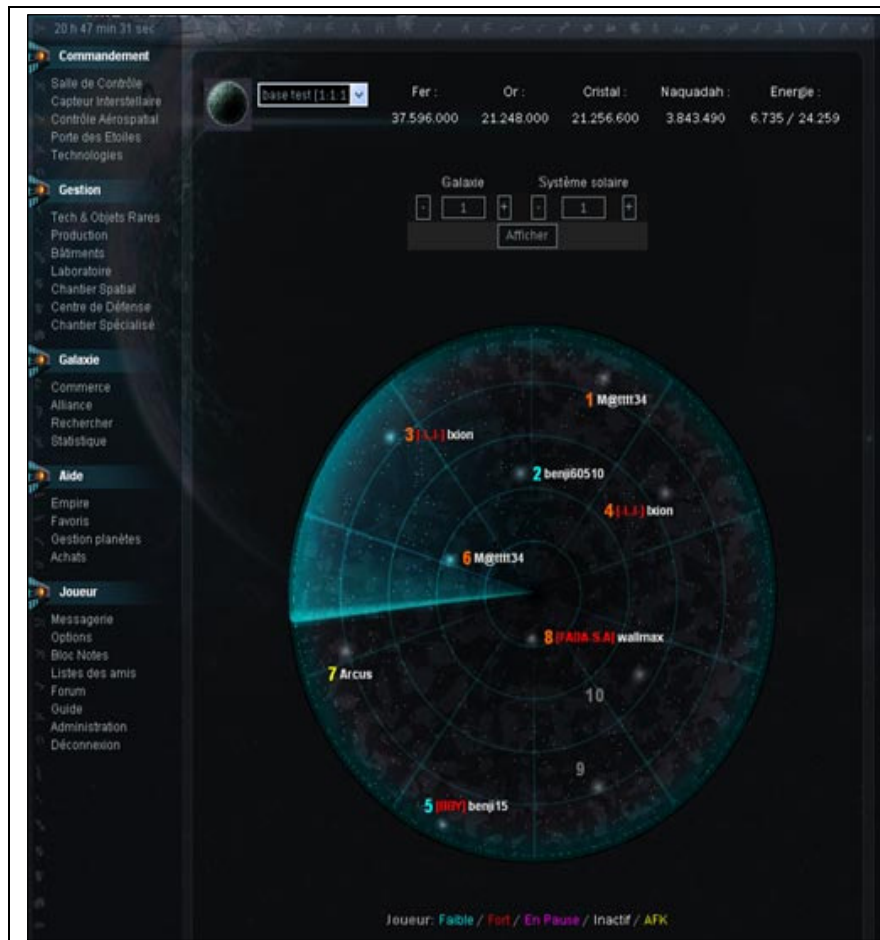 20 h 47 min 31 sec
Commandement
Salle de Contrôle
Capteur Interstellaire
Contrôle Aérospatial
Porte des Etoiles
Technologies
Gestion
Tech & Objets Rares
Production
Bâtiments
Laboratoire
Chantier Spatial
Centre de Défense
Chantier Spécialisé
Galaxie
Commerce
Alliance
Rechercher
Statistique
Aide
Empire
Favoris
Gestion planètes
Achats
Joueur
Messagerie
Options
Bloc Notes
Listes des amis
Forum
Guide
Administration
Déconnexion
base test [1:1:1
Fer : Or : Cristal : Naquadah : Energie :
37.596.000 21.248.000 21.256.600 3.843.490 6.735 / 24.259
Galaxie Système solaire
- 1 + - 1 +
Afficher
1 M@tttt34
3 Ixion
2 benji60510
4 Ixion
6 M@tttt34
8 [FADA-S.A] wallmax
7 Arcus
10
9
5 benji15
Joueur: Faible / Fort / En Pause / Inactif / AFK